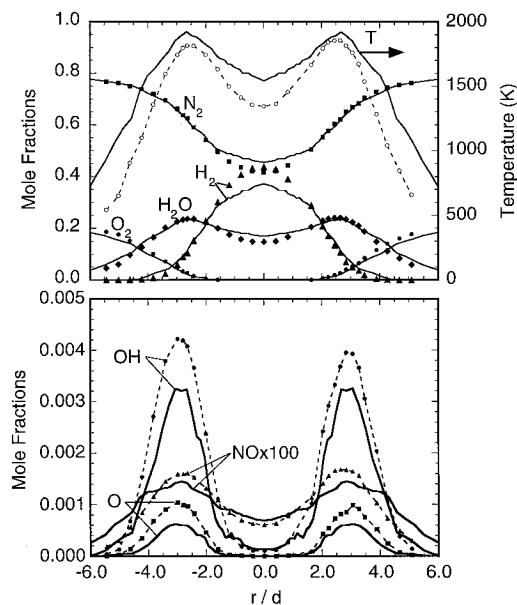 1.0
0.8
0.6
0.4
0.2
0.0
Mole Fractions
2000
1500
1000
500
0
Temperature (K)
T
N2
H2
H2O
O2
0.005
0.004
0.003
0.002
0.001
0.000
Mole Fractions
OH
NOx100
O
-6.0 -4.0 -2.0 0.0 2.0 4.0 6.0
r / d